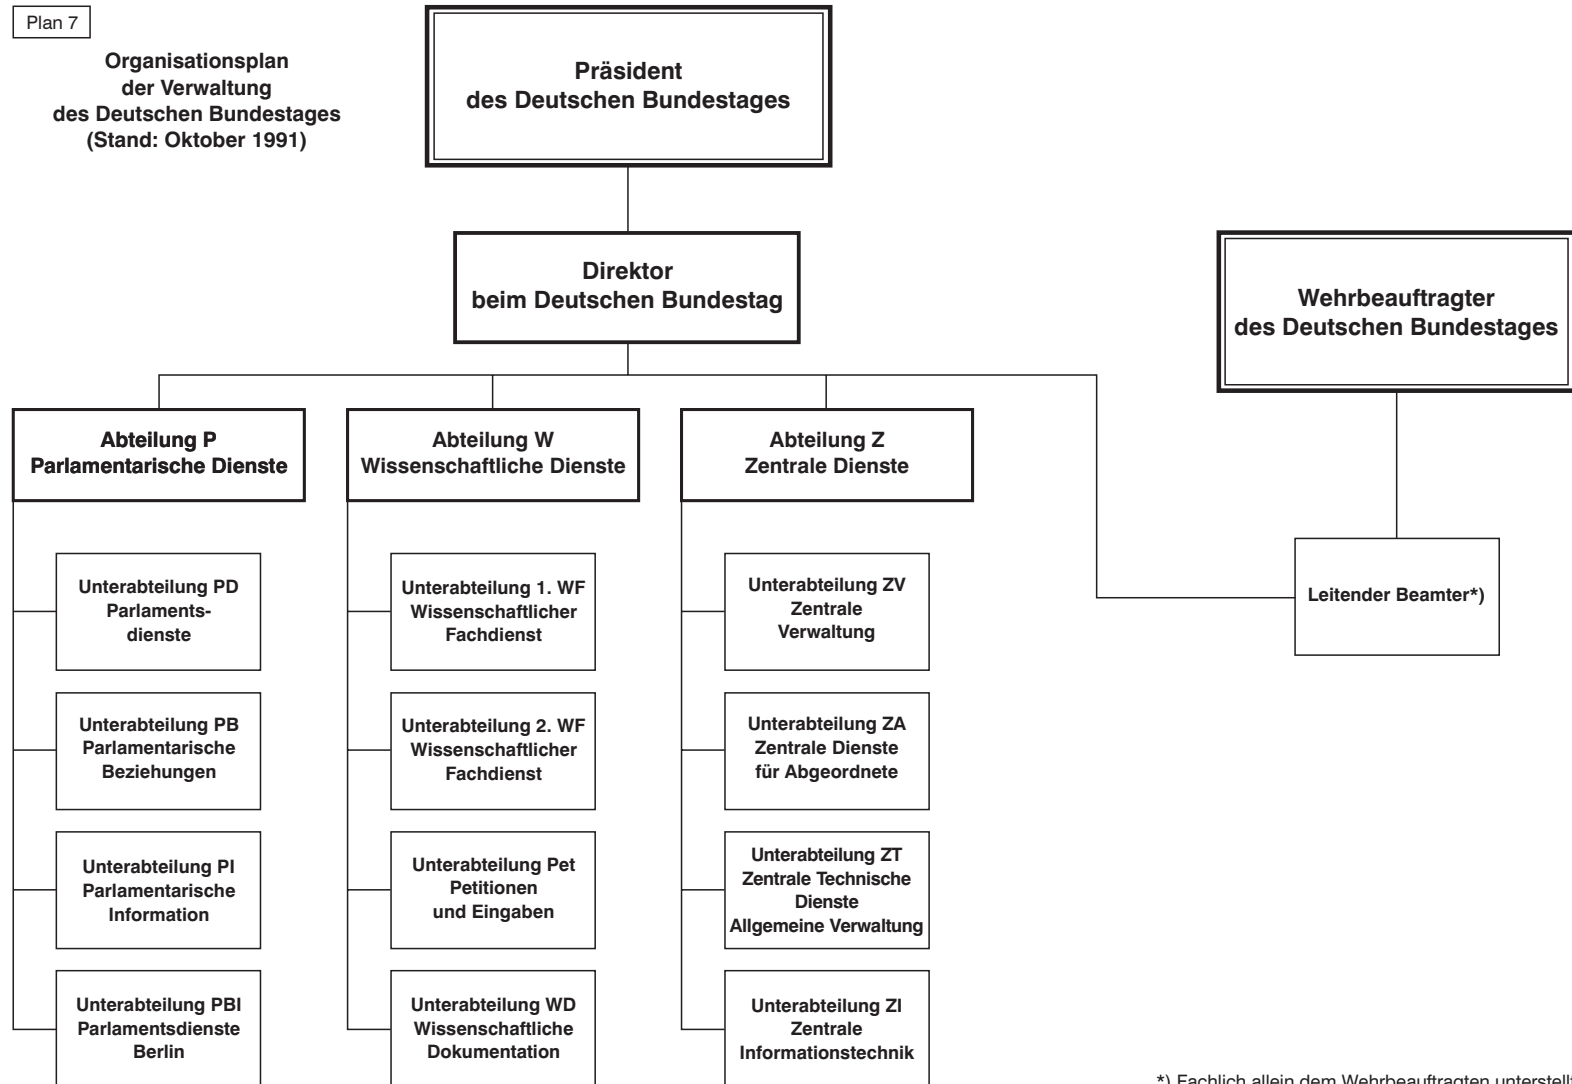 Plan 7
Organisationsplan
der Verwaltung
des Deutschen Bundestages
(Stand: Oktober 1991)
Präsident
des Deutschen Bundestages
Direktor
beim Deutschen Bundestag
Wehrbeauftragter
des Deutschen Bundestages
Abteilung P
Parlamentarische Dienste
Abteilung W
Wissenschaftliche Dienste
Abteilung Z
Zentrale Dienste
Unterabteilung PD
Parlaments-
dienste
Unterabteilung 1. WF
Wissenschaftlicher
Fachdienst
Unterabteilung ZV
Zentrale
Verwaltung
Leitender Beamter*)
Unterabteilung PB
Parlamentarische
Beziehungen
Unterabteilung 2. WF
Wissenschaftlicher
Fachdienst
Unterabteilung ZA
Zentrale Dienste
für Abgeordnete
Unterabteilung PI
Parlamentarische
Information
Unterabteilung Pet
Petitionen
und Eingaben
Unterabteilung ZT
Zentrale Technische
Dienste
Allgemeine Verwaltung
Unterabteilung PBI
Parlamentsdienste
Berlin
Unterabteilung WD
Wissenschaftliche
Dokumentation
Unterabteilung ZI
Zentrale
Informationstechnik
*) Fachlich allein dem Wehrbeauftragten unterstellt